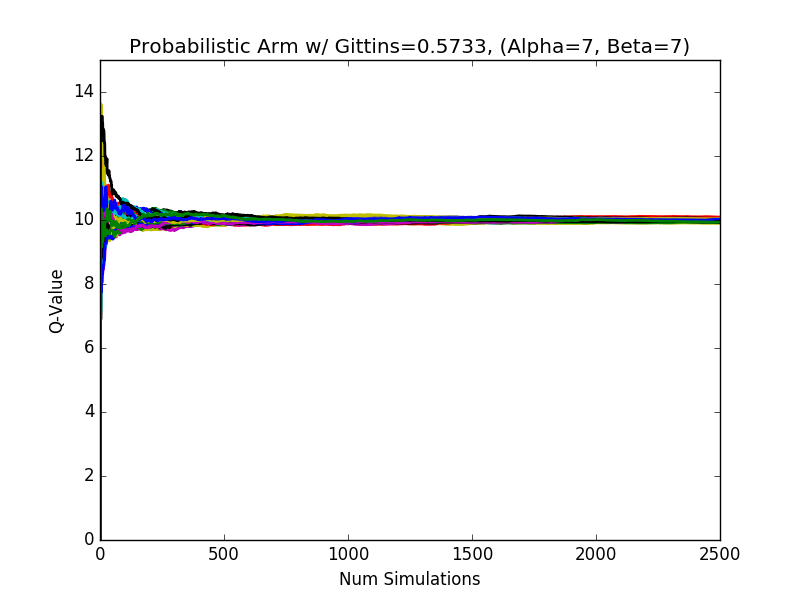 Probabilistic Arm w/ Gittins=0.5733, (Alpha=7, Beta=7)
14
12
10
8
6
4
2
0
Q-Value
0 500 1000 1500 2000 2500
Num Simulations